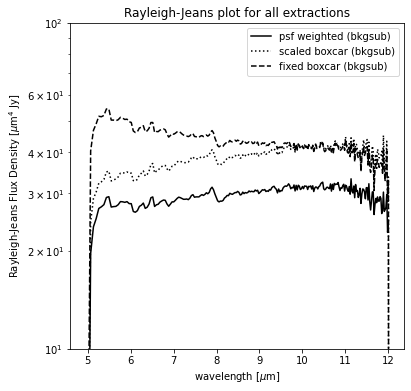 Rayleigh-Jeans plot for all extractions
psf weighted (bkgsub)
scaled boxcar (bkgsub)
fixed boxcar (bkgsub)
Rayleigh-Jeans Flux Density [μm⁴ Jy]
10²
6 × 10¹
4 × 10¹
3 × 10¹
2 × 10¹
10¹
5 6 7 8 9 10 11 12
wavelength [μm]